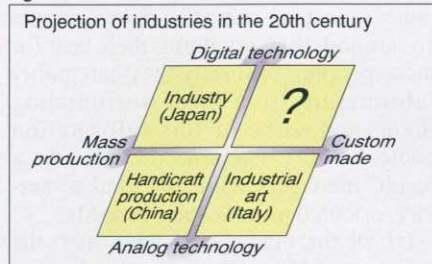 Projection of industries in the 20th century
Digital technology
Industry
(Japan)
?
Mass
production
Custom
made
Handicraft
production
(China)
Industrial
art
(Italy)
Analog technology